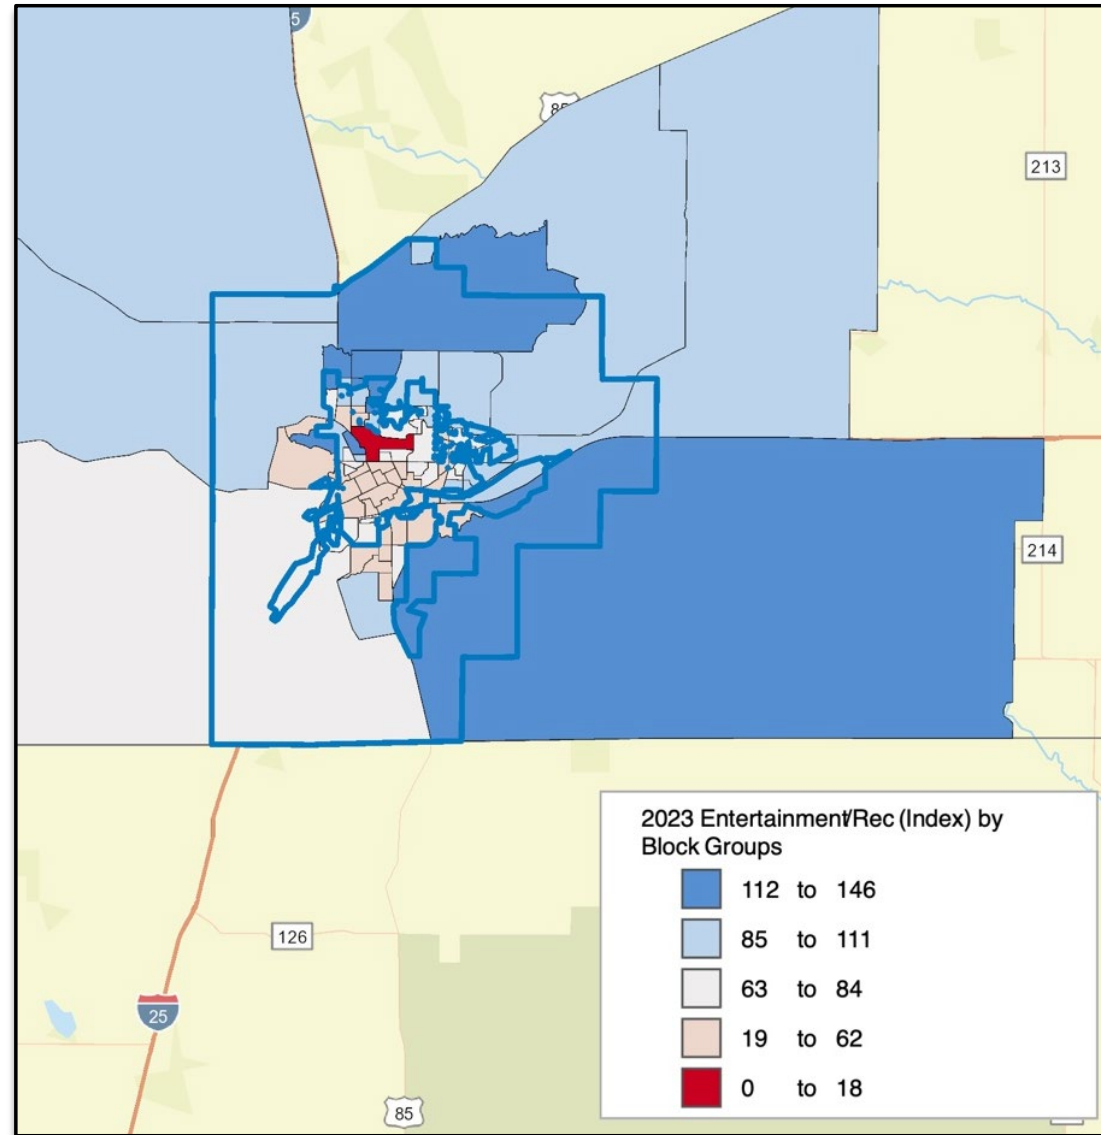 5
85
213
214
2023 Entertainment/Rec (Index) by
Block Groups
112 to 146
85 to 111
63 to 84
19 to 62
0 to 18
126
25
85